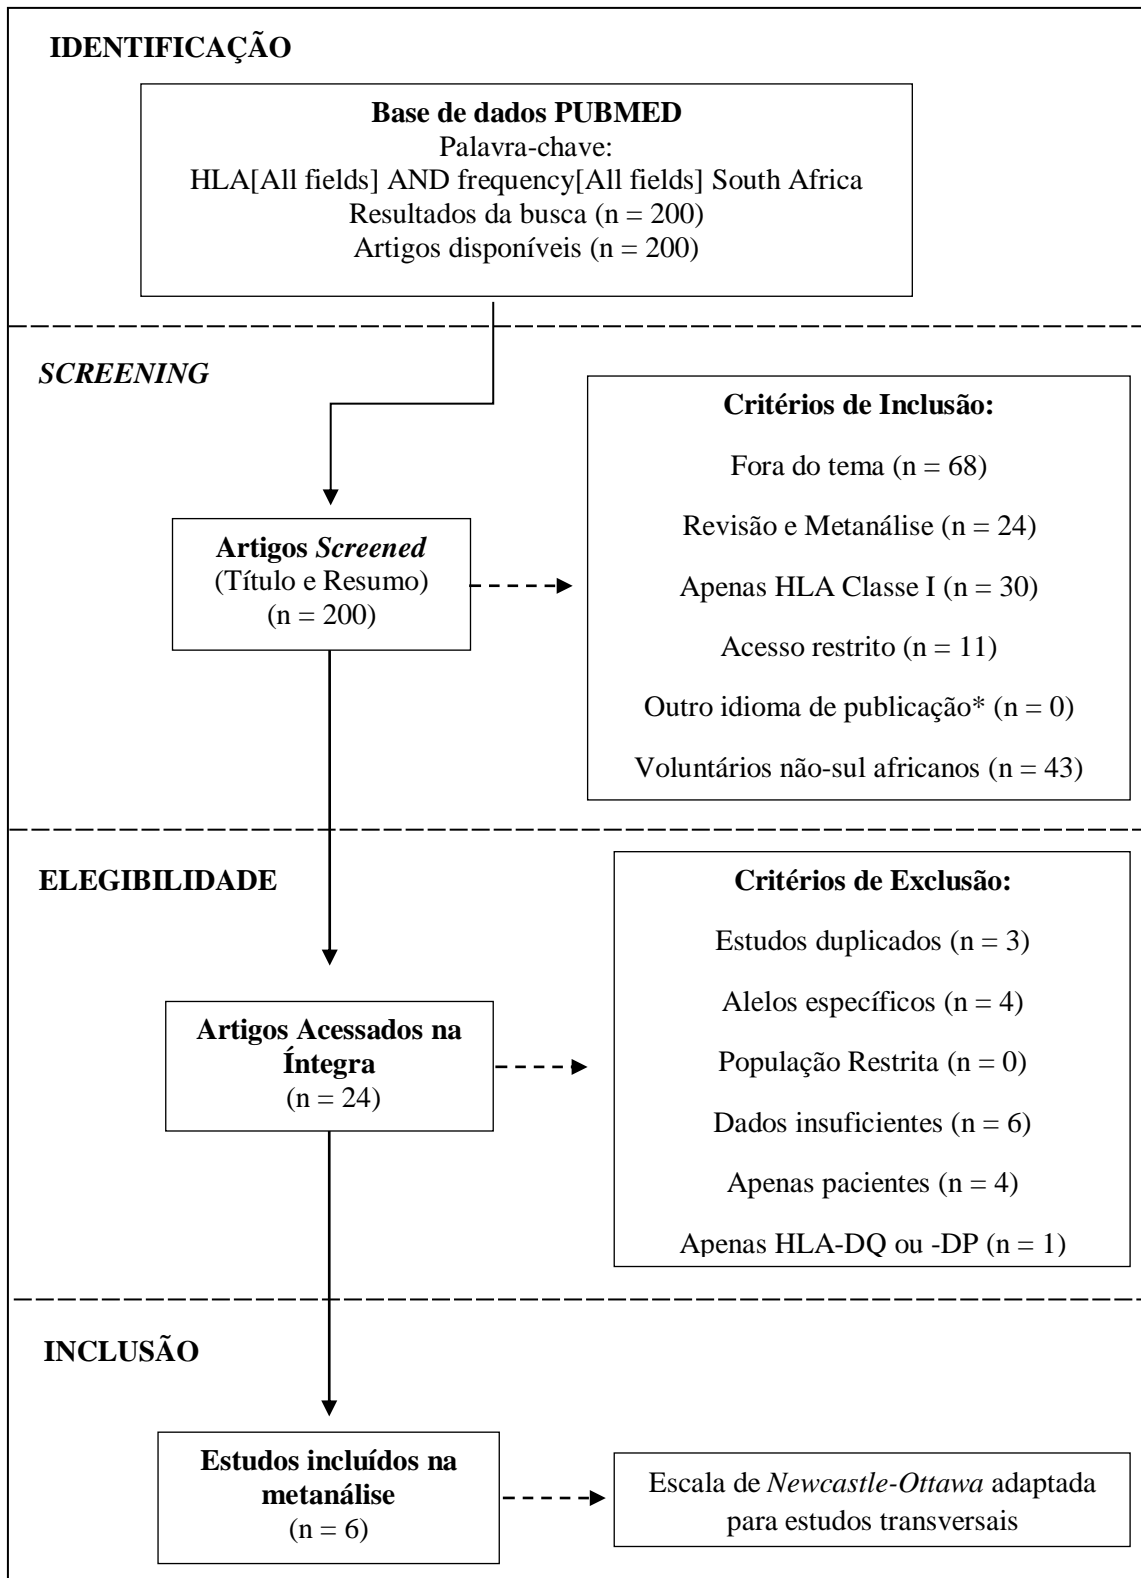 IDENTIFICAÇÃO
Base de dados PUBMED
Palavra-chave:
HLA[All fields] AND frequency[All fields] South Africa
Resultados da busca (n = 200)
Artigos disponíveis (n = 200)
SCREENING
Artigos Screened
(Título e Resumo)
(n = 200)
Critérios de Inclusão:
Fora do tema (n = 68)
Revisão e Metanálise (n = 24)
Apenas HLA Classe I (n = 30)
Acesso restrito (n = 11)
Outro idioma de publicação* (n = 0)
Voluntários não-sul africanos (n = 43)
ELEGIBILIDADE
Artigos Acessados na
Íntegra
(n = 24)
Critérios de Exclusão:
Estudos duplicados (n = 3)
Alelos específicos (n = 4)
População Restrita (n = 0)
Dados insuficientes (n = 6)
Apenas pacientes (n = 4)
Apenas HLA-DQ ou -DP (n = 1)
INCLUSÃO
Estudos incluídos na
metanálise
(n = 6)
Escala de Newcastle-Ottawa adaptada
para estudos transversais